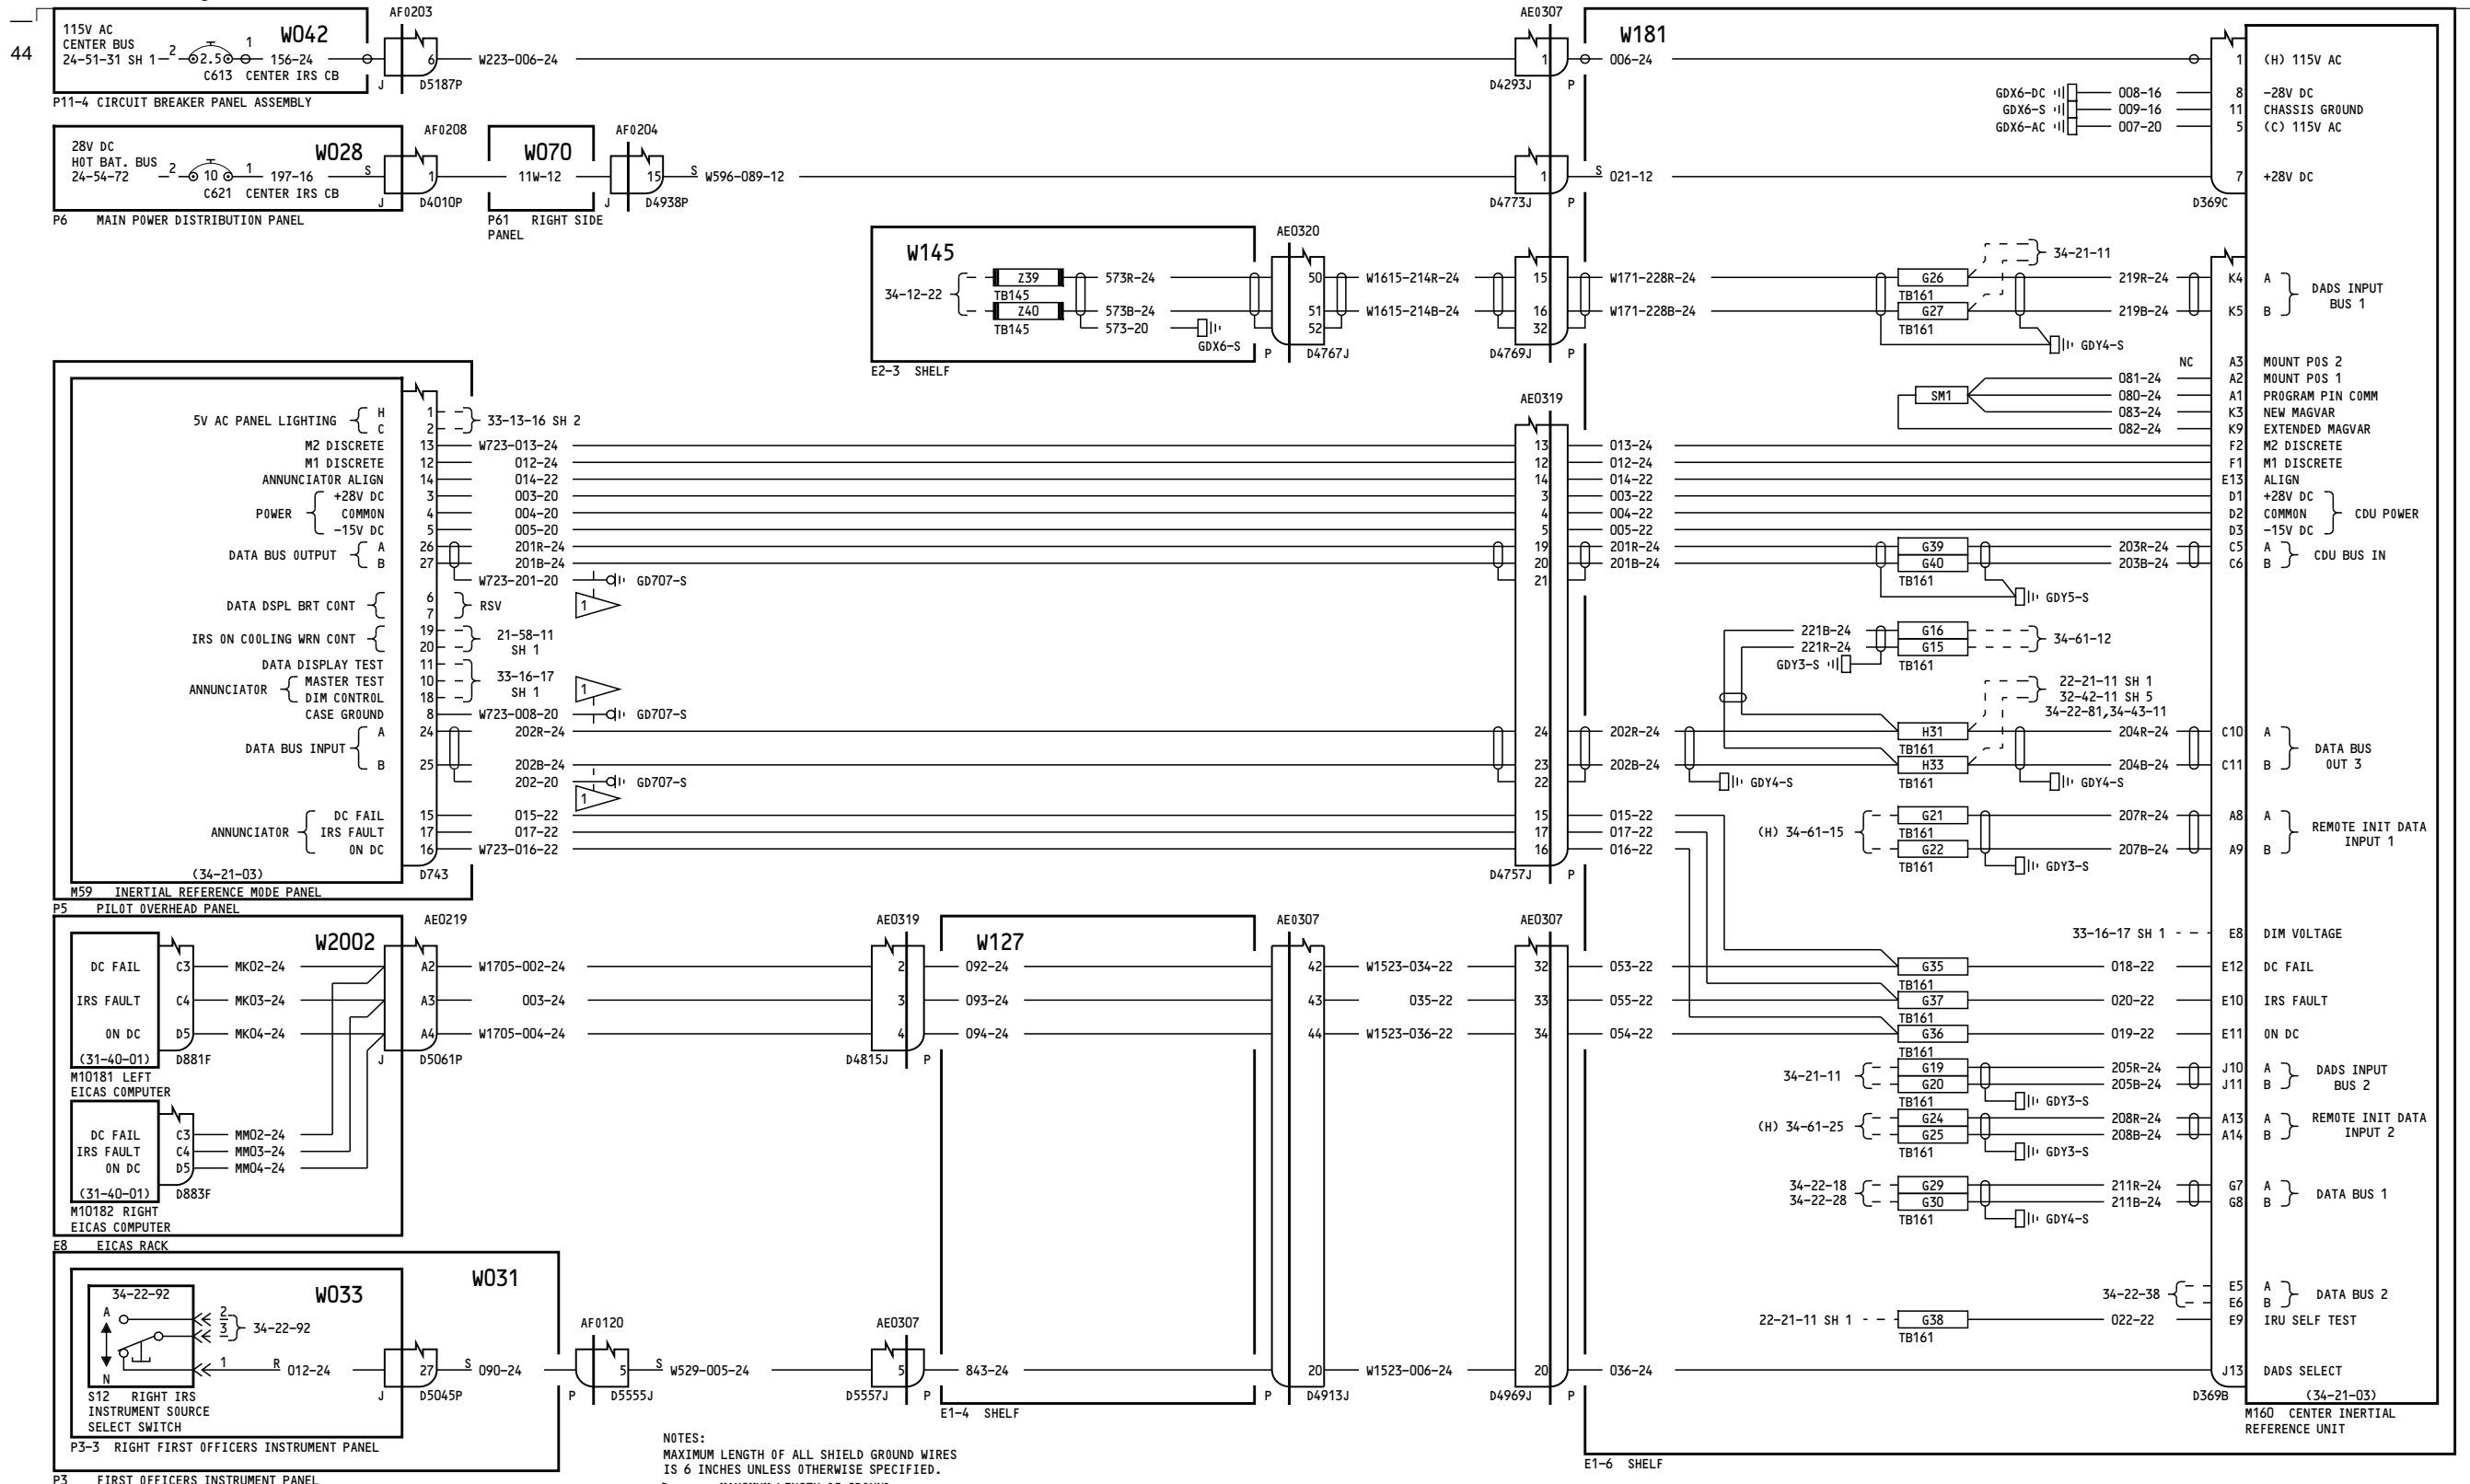 44
115V AC
CENTER BUS
24-51-31 SH 1
2
2.5
1
W042
156-24
C613 CENTER IRS CB
P11-4 CIRCUIT BREAKER PANEL ASSEMBLY
AF0203
6
J
D5187P
W223-006-24
AE0307
1
D4293J
P
W181
006-24
1
(H) 115V AC
GDX6-DC
008-16
8
-28V DC
GDX6-S
009-16
11
CHASSIS GROUND
GDX6-AC
007-20
5
(C) 115V AC
28V DC
HOT BAT. BUS
24-54-72
2
10
1
W028
197-16
S
C621 CENTER IRS CB
P6 MAIN POWER DISTRIBUTION PANEL
AF0208
1
J
D4010P
W070
11W-12
P61 RIGHT SIDE
PANEL
AF0204
15
J
D4938P
S
W596-089-12
1
D4773J
P
S
021-12
7
+28V DC
D369C
W145
34-12-22
Z39
TB145
Z40
TB145
573R-24
573B-24
573-20
GDX6-S
E2-3 SHELF
AE0320
50
51
52
P
D4767J
W1615-214R-24
W1615-214B-24
15
16
32
D4769J
P
W171-228R-24
W171-228B-24
34-21-11
G26
TB161
G27
TB161
219R-24
219B-24
GDY4-S
K4 A
K5 B
DADS INPUT
BUS 1
NC
A3 MOUNT POS 2
081-24 A2 MOUNT POS 1
SM1
080-24 A1 PROGRAM PIN COMM
083-24 K3 NEW MAGVAR
082-24 K9 EXTENDED MAGVAR
AE0319
5V AC PANEL LIGHTING H C
1
2
33-13-16 SH 2
M2 DISCRETE 13 W723-013-24 13 013-24 F2 M2 DISCRETE
M1 DISCRETE 12 012-24 12 012-24 F1 M1 DISCRETE
ANNUNCIATOR ALIGN 14 014-22 14 014-22 E13 ALIGN
+28V DC 3 003-20 3 003-22 D1 +28V DC
POWER COMMON 4 004-20 4 004-22 D2 COMMON CDU POWER
-15V DC 5 005-20 5 005-22 D3 -15V DC
DATA BUS OUTPUT
A 26 201R-24 19 201R-24 G39 203R-24 C5 A
B 27 201B-24 20 201B-24 G40 203B-24 C6 B
CDU BUS IN
W723-201-20 GD707-S 21 TB161
GDY5-S
DATA DSPL BRT CONT
6
7
RSV
1
IRS ON COOLING WRN CONT
19
20
21-58-11
SH 1
221B-24 G16
221R-24 G15
34-61-12
GDY3-S
TB161
DATA DISPLAY TEST 11
ANNUNCIATOR MASTER TEST 10
DIM CONTROL 18
33-16-17
SH 1
1
22-21-11 SH 1
32-42-11 SH 5
34-22-81,34-43-11
CASE GROUND 8 W723-008-20 GD707-S
DATA BUS INPUT
A 24 202R-24 24 202R-24 H31 204R-24 C10 A
TB161
B 25 202B-24 23 202B-24 H33 204B-24 C11 B
DATA BUS
OUT 3
202-20 GD707-S 22 GDY4-S TB161 GDY4-S
1
DC FAIL 15 015-22 15 015-22
ANNUNCIATOR IRS FAULT 17 017-22 17 017-22
ON DC 16 W723-016-22 16 016-22
(H) 34-61-15
G21 207R-24 A8 A
TB161
G22 207B-24 A9 B
TB161
REMOTE INIT DATA
INPUT 1
GDY3-S
(34-21-03)
D743
D4757J
P
M59 INERTIAL REFERENCE MODE PANEL
P5 PILOT OVERHEAD PANEL
W2002
AE0219
AE0319
W127
AE0307
AE0307
33-16-17 SH 1 E8 DIM VOLTAGE
DC FAIL C3 MK02-24 A2 W1705-002-24 2 092-24 42 W1523-034-22 32 053-22 G35 018-22 E12 DC FAIL
TB161
IRS FAULT C4 MK03-24 A3 003-24 3 093-24 43 035-22 33 055-22 G37 020-22 E10 IRS FAULT
TB161
ON DC D5 MK04-24 A4 W1705-004-24 4 094-24 44 W1523-036-22 34 054-22 G36 019-22 E11 ON DC
TB161
(31-40-01) D881F J D5061P D4815J P
M10181 LEFT
EICAS COMPUTER
34-21-11
G19 205R-24 J10 A
G20 205B-24 J11 B
DADS INPUT
BUS 2
TB161
GDY3-S
DC FAIL C3 MM02-24
IRS FAULT C4 MM03-24
ON DC D5 MM04-24
(31-40-01) D883F
M10182 RIGHT
EICAS COMPUTER
E8 EICAS RACK
(H) 34-61-25
G24 208R-24 A13 A
G25 208B-24 A14 B
REMOTE INIT DATA
INPUT 2
TB161
GDY3-S
34-22-18
34-22-28
G29 211R-24 G7 A
G30 211B-24 G8 B
DATA BUS 1
TB161
GDY4-S
34-22-38
E5 A
E6 B
DATA BUS 2
22-21-11 SH 1 G38 022-22 E9 IRU SELF TEST
TB161
W031
W033
34-22-92
A
N
2
3
34-22-92
1
R 012-24
27
J
D5045P
S 090-24
AF0120
5
P
D5555J
S W529-005-24
AE0307
5
D5557J
P
843-24
E1-4 SHELF
20
P
D4913J
W1523-006-24
20
D4969J
P
036-24
J13 DADS SELECT
D369B
(34-21-03)
M160 CENTER INERTIAL
REFERENCE UNIT
E1-6 SHELF
S12 RIGHT IRS
INSTRUMENT SOURCE
SELECT SWITCH
P3-3 RIGHT FIRST OFFICERS INSTRUMENT PANEL
P3 FIRST OFFICERS INSTRUMENT PANEL
NOTES:
MAXIMUM LENGTH OF ALL SHIELD GROUND WIRES
IS 6 INCHES UNLESS OTHERWISE SPECIFIED.
MAXIMUM LENGTH OF GROUND